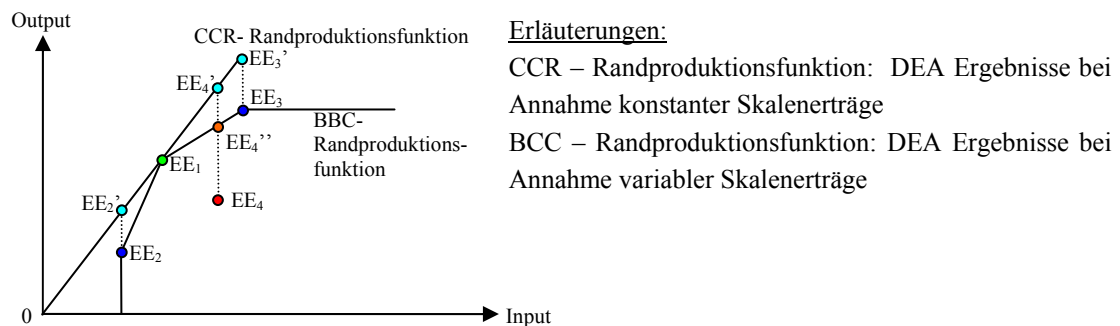 Output
CCR- Randproduktionsfunktion
EE3’
EE4’
EE3
BBC-
Randproduktions-
funktion
EE4’’
EE1
EE2’
EE4
EE2
0
Input
Erläuterungen:
CCR – Randproduktionsfunktion: DEA Ergebnisse bei
Annahme konstanter Skalenerträge
BCC – Randproduktionsfunktion: DEA Ergebnisse bei
Annahme variabler Skalenerträge